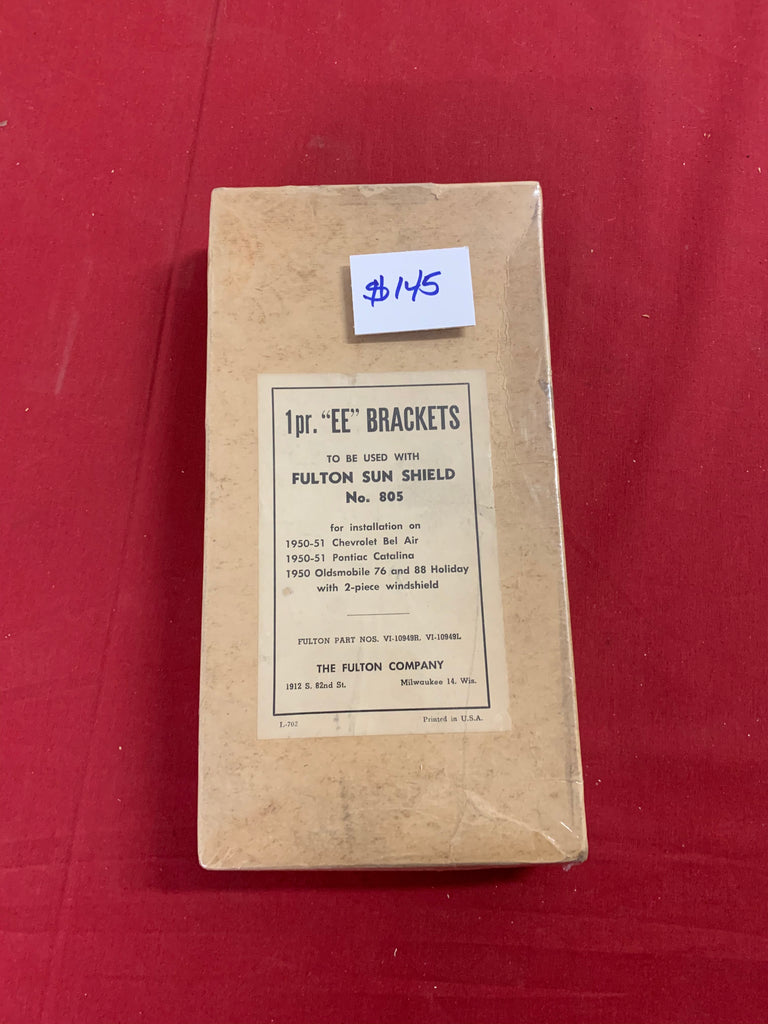 $145
1 pr. "EE" BRACKETS
TO BE USED WITH
FULTON SUN SHIELD
No. 805
for installation on
1950-51 Chevrolet Bel Air
1950-51 Pontiac Catalina
1950 Oldsmobile 76 and 88 Holiday
with 2-piece windshield
FULTON PART NOS. VI-10949R, VI-10949L
THE FULTON COMPANY
1912 S. 82nd St. Milwaukee 14, Wis.
L-702 Printed in U.S.A.